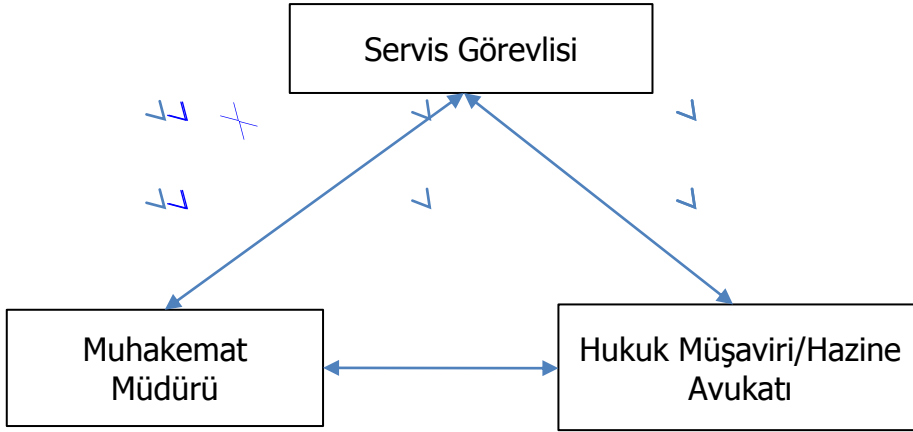 Servis Görevlisi
Muhakemat
Müdürü
Hukuk Müşaviri/Hazine
Avukatı